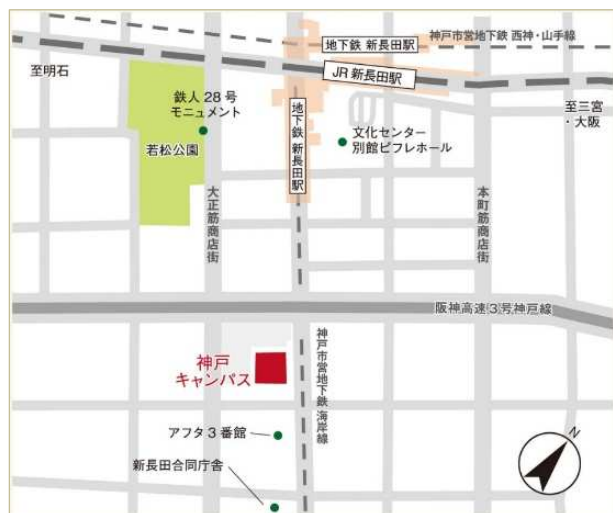 地下鉄 新長田駅
神戸市営地下鉄 西神・山手線
JR 新長田駅
至明石
鉄人 28 号
モニュメント
地下鉄 新長田駅
至三宮
・大阪
文化センター
別館ピフレホール
若松公園
大正筋商店街
本町筋商店街
阪神高速3号神戸線
神戸
キャンパス
神戸市営地下鉄 海岸線
アフタ3番館
新長田合同庁舎
N